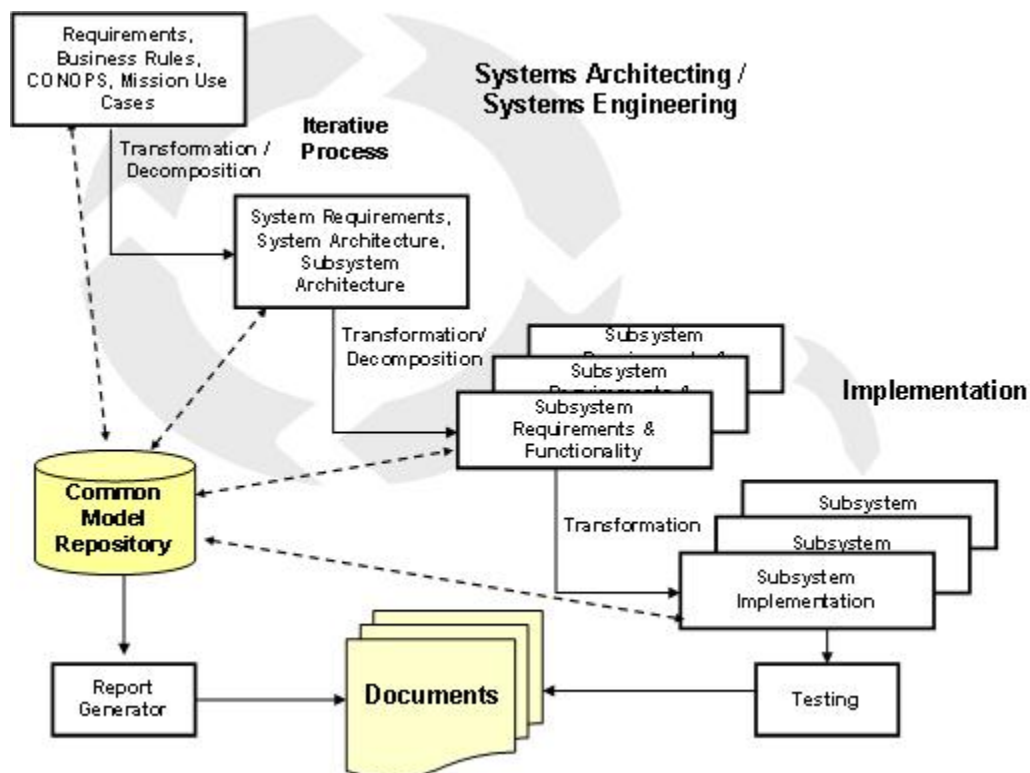 Requirements,
Business Rules,
CONOPS, Mission Use
Cases
Systems Architecting /
Systems Engineering
Iterative
Process
Transformation /
Decomposition
System Requirements,
System Architecture,
Subsystem
Architecture
Transformation/
Decomposition
Subsystem
Requirements &
Subsystem
Requirements &
Subsystem
Requirements &
Functionality
Implementation
Common
Model
Repository
Transformation
Subsystem
Subsystem
Subsystem
Implementation
Report
Generator
Documents
Testing